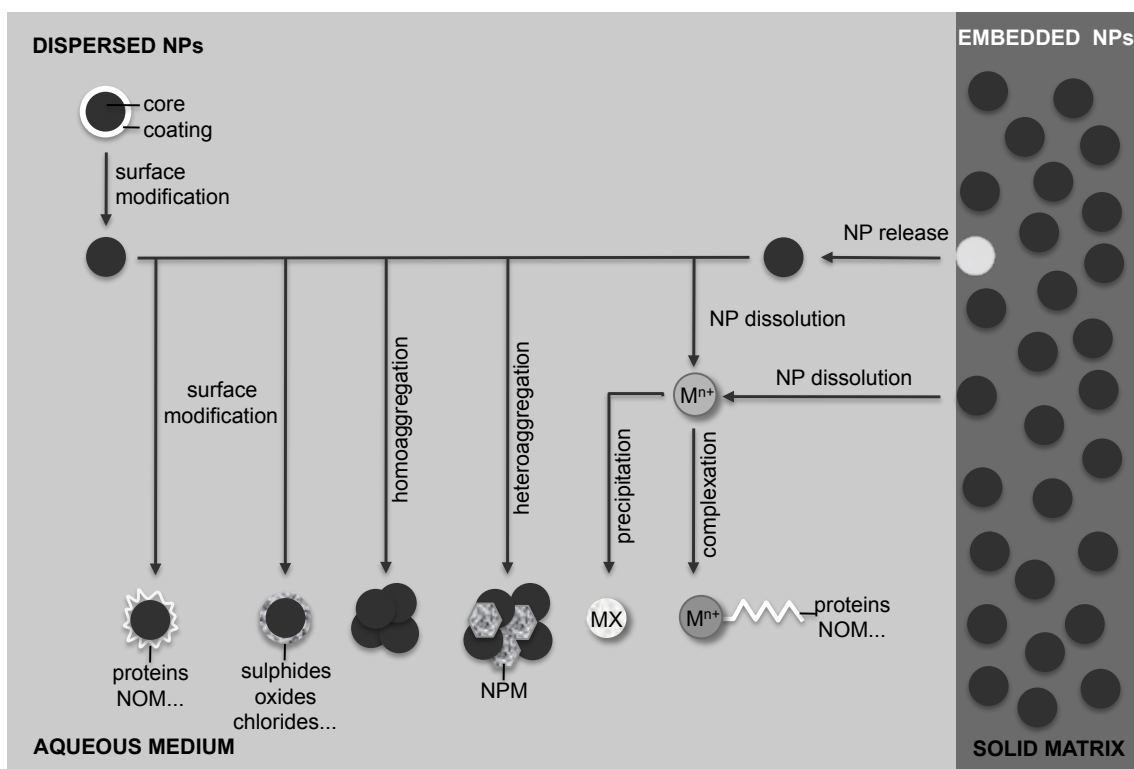 DISPERSED NPs
EMBEDDED NPs
core
coating
surface
modification
NP release
NP dissolution
NP dissolution
Mn+
surface
modification
homoaggregation
heteroaggregation
precipitation
complexation
MX
Mn+
proteins
NOM...
proteins
NOM...
sulphides
oxides
chlorides...
NPM
AQUEOUS MEDIUM
SOLID MATRIX